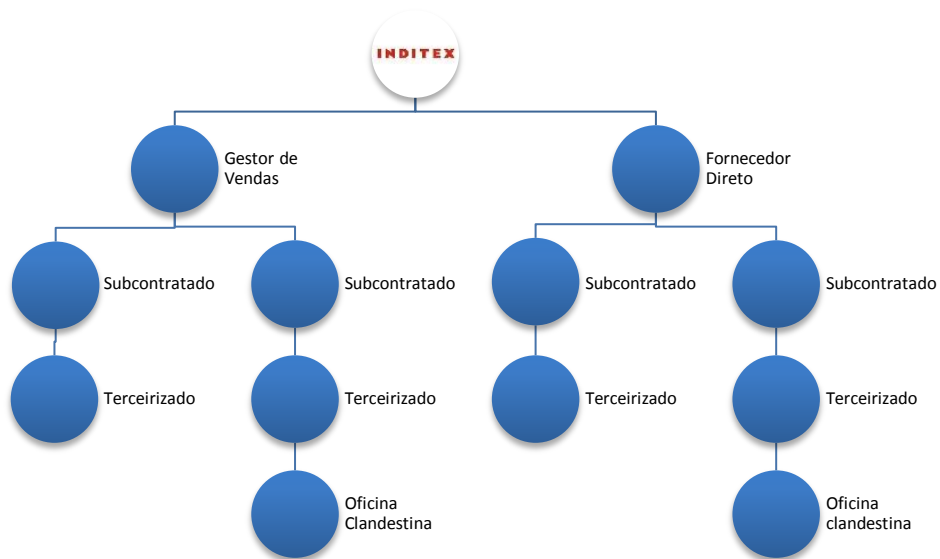 INDITEX
Gestor de
Vendas
Fornecedor
Direto
Subcontratado
Subcontratado
Subcontratado
Subcontratado
Terceirizado
Terceirizado
Terceirizado
Terceirizado
Oficina
Clandestina
Oficina
clandestina